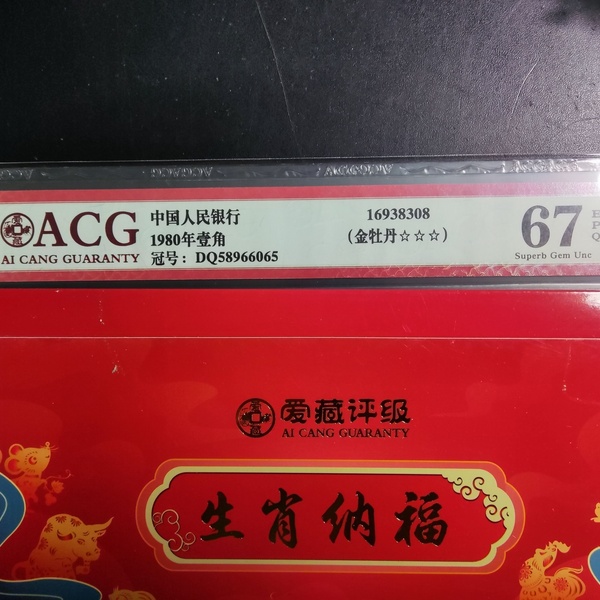 ACG
AI CANG GUARANTY
中国人民银行
1980年壹角
冠号：DQ58966065
16938308
(金牡丹☆☆☆)
67
E
P
Q
Superb Gem Unc
爱藏评级
AI CANG GUARANTY
生肖纳福